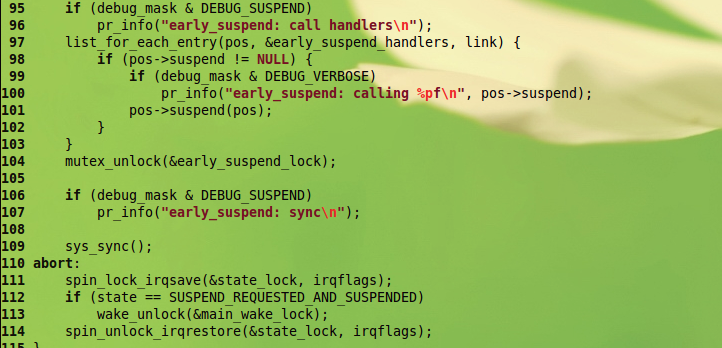 95     if (debug_mask & DEBUG_SUSPEND)
96         pr_info("early_suspend: call handlers\n");
97     list_for_each_entry(pos, &early_suspend_handlers, link) {
98         if (pos->suspend != NULL) {
99             if (debug_mask & DEBUG_VERBOSE)
100                 pr_info("early_suspend: calling %pf\n", pos->suspend);
101             pos->suspend(pos);
102         }
103     }
104     mutex_unlock(&early_suspend_lock);
105
106     if (debug_mask & DEBUG_SUSPEND)
107         pr_info("early_suspend: sync\n");
108
109     sys_sync();
110 abort:
111     spin_lock_irqsave(&state_lock, irqflags);
112     if (state == SUSPEND_REQUESTED_AND_SUSPENDED)
113         wake_unlock(&main_wake_lock);
114     spin_unlock_irqrestore(&state_lock, irqflags);
115 }